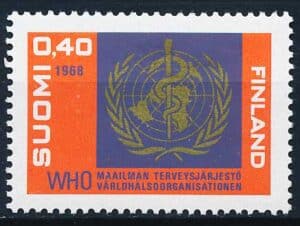 SUOMI 0,40
1968
FINLAND
WHO MAAILMAN TERVEYSJÄRJESTÖ
VÄRLDHÄLSOORGANISATIONEN